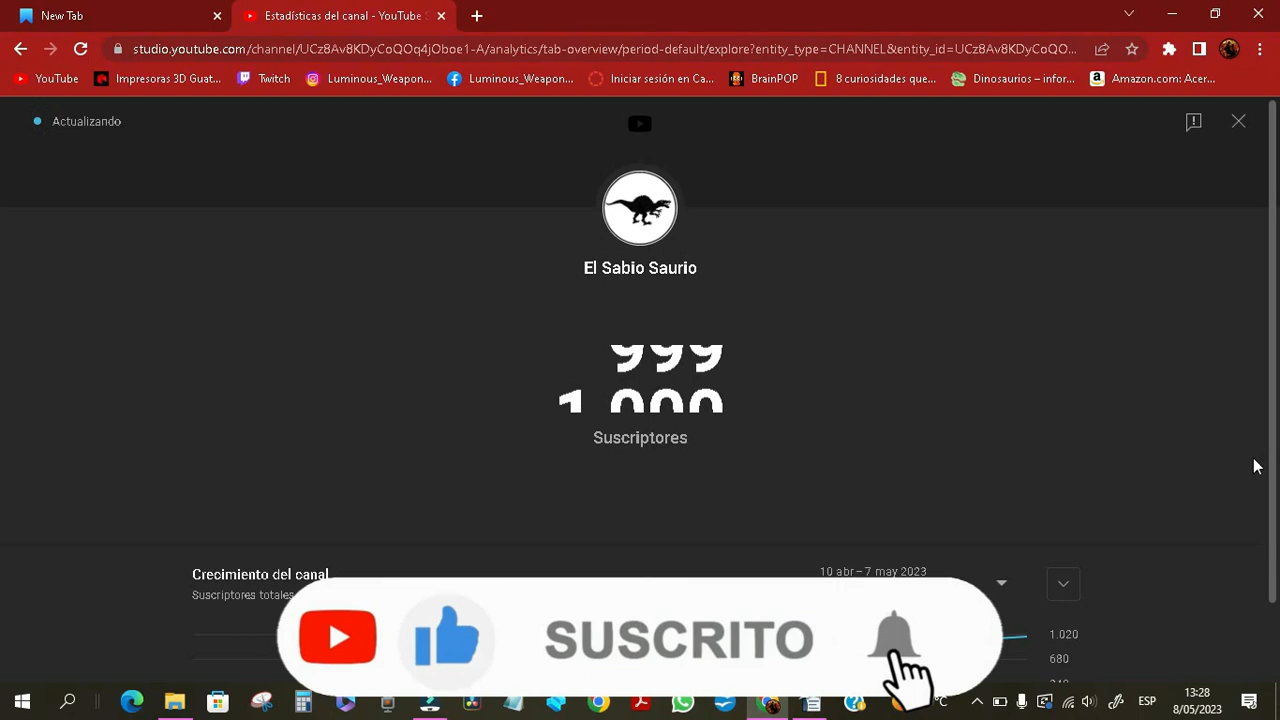 New Tab
Estadísticas del canal - YouTube S
studio.youtube.com/channel/UCz8Av8KDyCoQOq4jOboe1-A/analytics/tab-overview/period-default/explore?entity_type=CHANNEL&entity_id=UCz8Av8KDyCoQO...
YouTube
Impresoras 3D Guat...
Twitch
Luminous_Weapon...
Luminous_Weapon...
Iniciar sesión en Ca...
BrainPOP
8 curiosidades que...
Dinosaurios – infor...
Amazon.com: Acer...
Actualizando
El Sabio Saurio
999
1.000
Suscriptores
Crecimiento del canal
10 abr – 7 may 2023
Suscriptores totales
1.020
680
SUSCRITO
ESP
13:28
8/05/2023